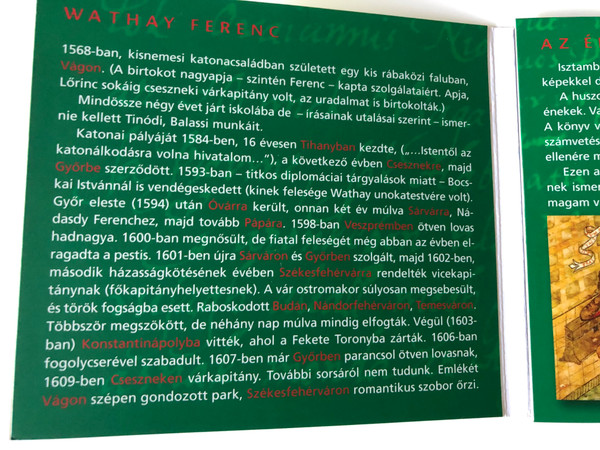 WATHAY FERENC
1568-ban, kisnemesi katonacsaládban született egy kis rábaközi faluban,
Vágon. (A birtokot nagyapja – szintén Ferenc – kapta szolgálataiért. Apja,
Lőrinc sokáig cseszneki várkapitány volt, az uradalmat is birtokolták.)
Mindössze négy évet járt iskolába de – írásainak utalásai szerint – ismer-
nie kellett Tinódi, Balassi munkáit.
Katonai pályáját 1584-ben, 16 évesen Tihanyban kezdte, („...Istentől az
katonálkodásra volna hivatalom...”), a következő évben Csesznekre, majd
Győrbe szerződött. 1593-ban – titkos diplomáciai tárgyalások miatt – Bocs-
kai Istvánnál is vendégeskedett (kinek felesége Wathay unokatestvére volt).
Győr eleste (1594) után Óvárra került, onnan két év múlva Sárvárra, Ná-
dasdy Ferenchez, majd tovább Pápára. 1598-ban Veszprémben ötven lovas
hadnagya. 1600-ban megnősült, de fiatal feleségét még abban az évben el-
ragadta a pestis. 1601-ben újra Sárváron és Győrben szolgált, majd 1602-ben,
második házasságkötésének évében Székesfehérvárra rendelték vicekapi-
tánynak (főkapitányhelyettesnek). A vár ostromakor súlyosan megsebesült,
és török fogságba esett. Raboskodott Budán, Nándorfehérváron, Temesváron.
Többször megszökött, de néhány nap múlva mindig elfogták. Végül (1603-
ban) Konstantinápolyba vitték, ahol a Fekete Toronyba zárták. 1606-ban
fogolycserével szabadult. 1607-ben már Győrben parancsol ötven lovasnak,
1609-ben Cseszneken várkapitány. További sorsáról nem tudunk. Emlékét
Vágon szépen gondozott park, Székesfehérváron romantikus szobor őrzi.
AZ É
Isztamb
képekkel d
A huszo
énekek. Va
A könyv v
számvetés
ellenére m
Ezen a
nek ismer
magam v